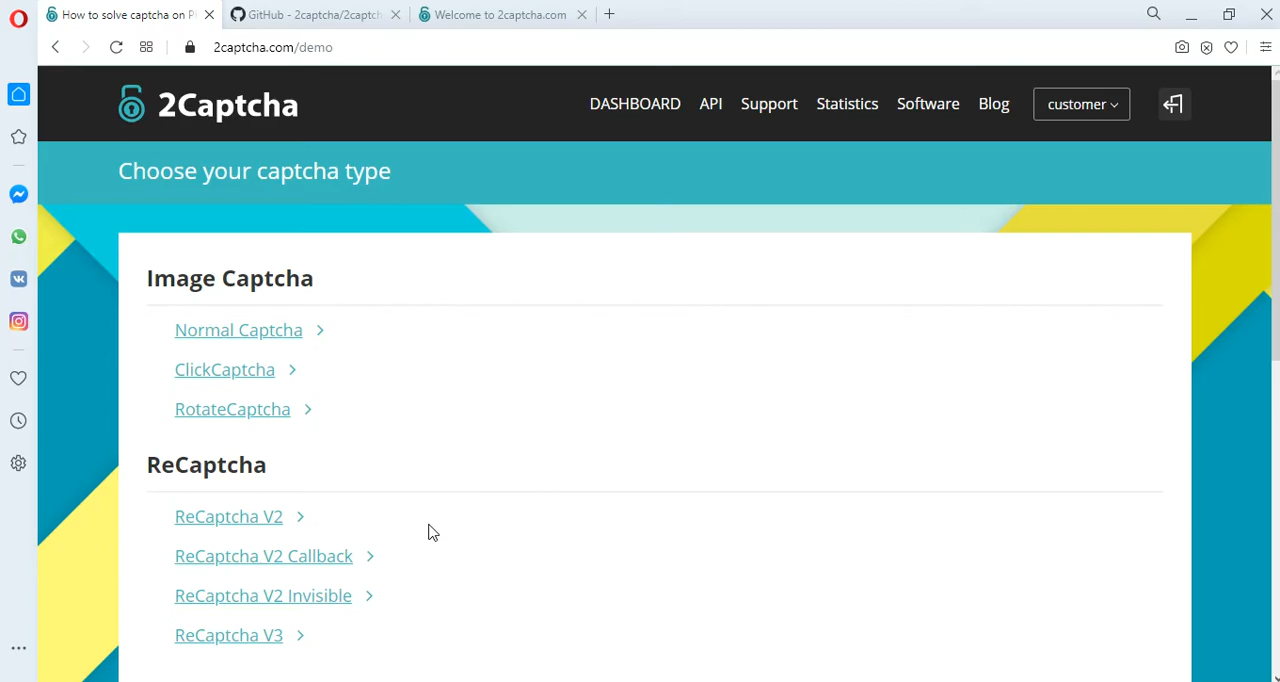 How to solve captcha on P
GitHub - 2captcha/2captch
Welcome to 2captcha.com
2captcha.com/demo
2Captcha
DASHBOARD API Support Statistics Software Blog customer
Choose your captcha type
Image Captcha
Normal Captcha
ClickCaptcha
RotateCaptcha
ReCaptcha
ReCaptcha V2
ReCaptcha V2 Callback
ReCaptcha V2 Invisible
ReCaptcha V3